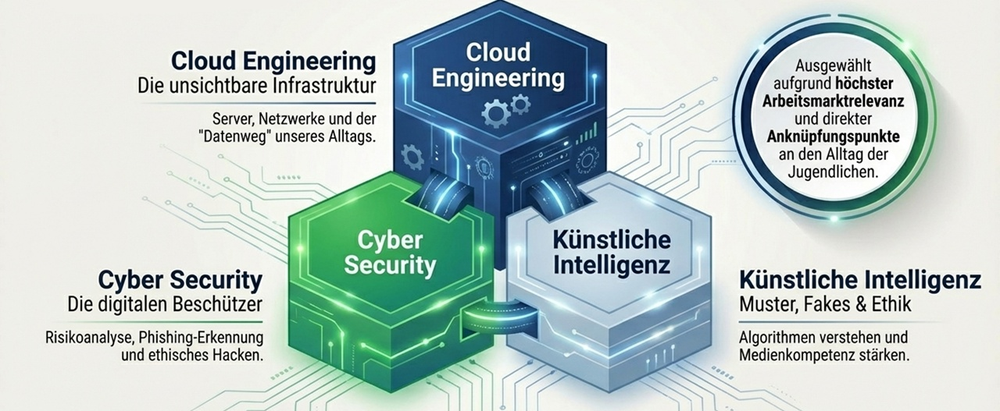 Cloud Engineering
Die unsichtbare Infrastruktur
Server, Netzwerke und der
"Datenweg" unseres Alltags.
Cloud
Engineering
Ausgewählt
aufgrund höchster
Arbeitsmarktrelevanz
und direkter
Anknüpfungspunkte
an den Alltag der
Jugendlichen.
Cyber
Security
Künstliche
Intelligenz
Cyber Security
Die digitalen Beschützer
Risikoanalyse, Phishing-Erkennung
und ethisches Hacken.
Künstliche Intelligenz
Muster, Fakes & Ethik
Algorithmen verstehen und
Medienkompetenz stärken.